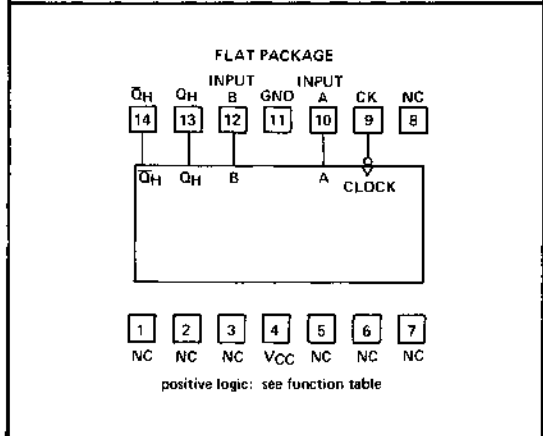 FLAT PACKAGE
INPUT INPUT
Q̅H QH B GND A CK NC
14 13 12 11 10 9 8
Q̅H QH B A CLOCK
1 2 3 4 5 6 7
NC NC NC VCC NC NC NC
positive logic: see function table